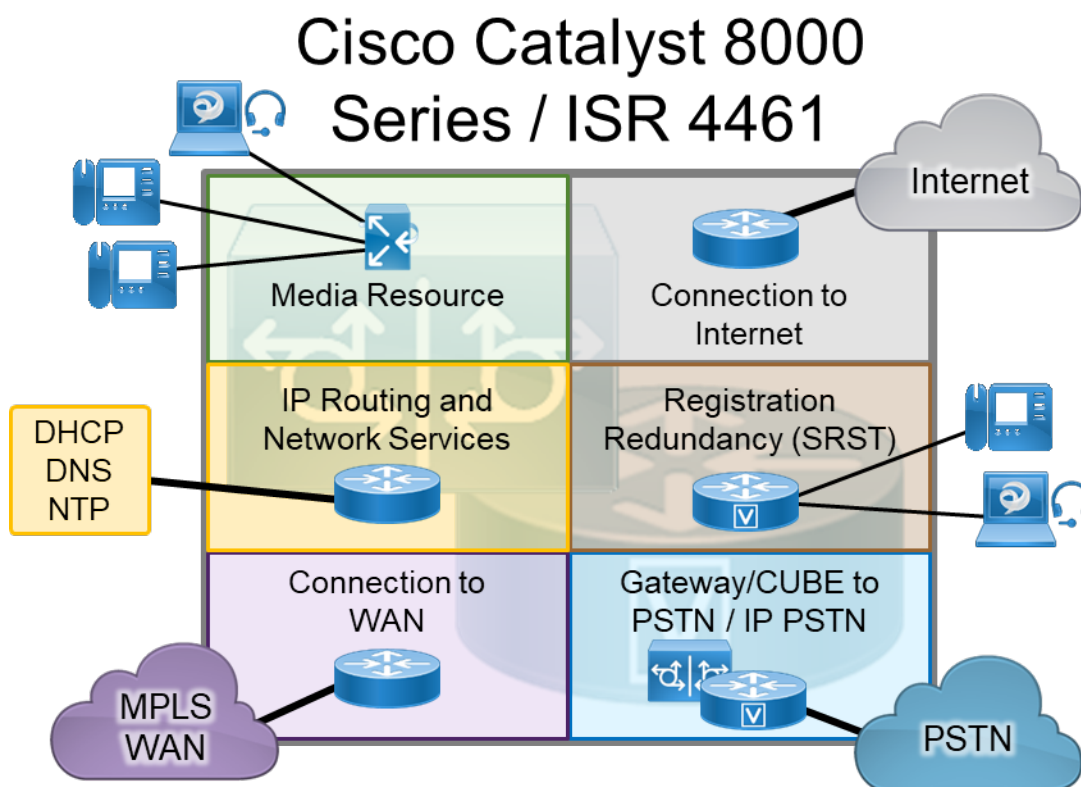 Cisco Catalyst 8000
Series / ISR 4461
Internet
Media Resource
Connection to
Internet
DHCP
DNS
NTP
IP Routing and
Network Services
Registration
Redundancy (SRST)
V
Connection to
WAN
Gateway/CUBE to
PSTN / IP PSTN
V
V
MPLS
WAN
PSTN